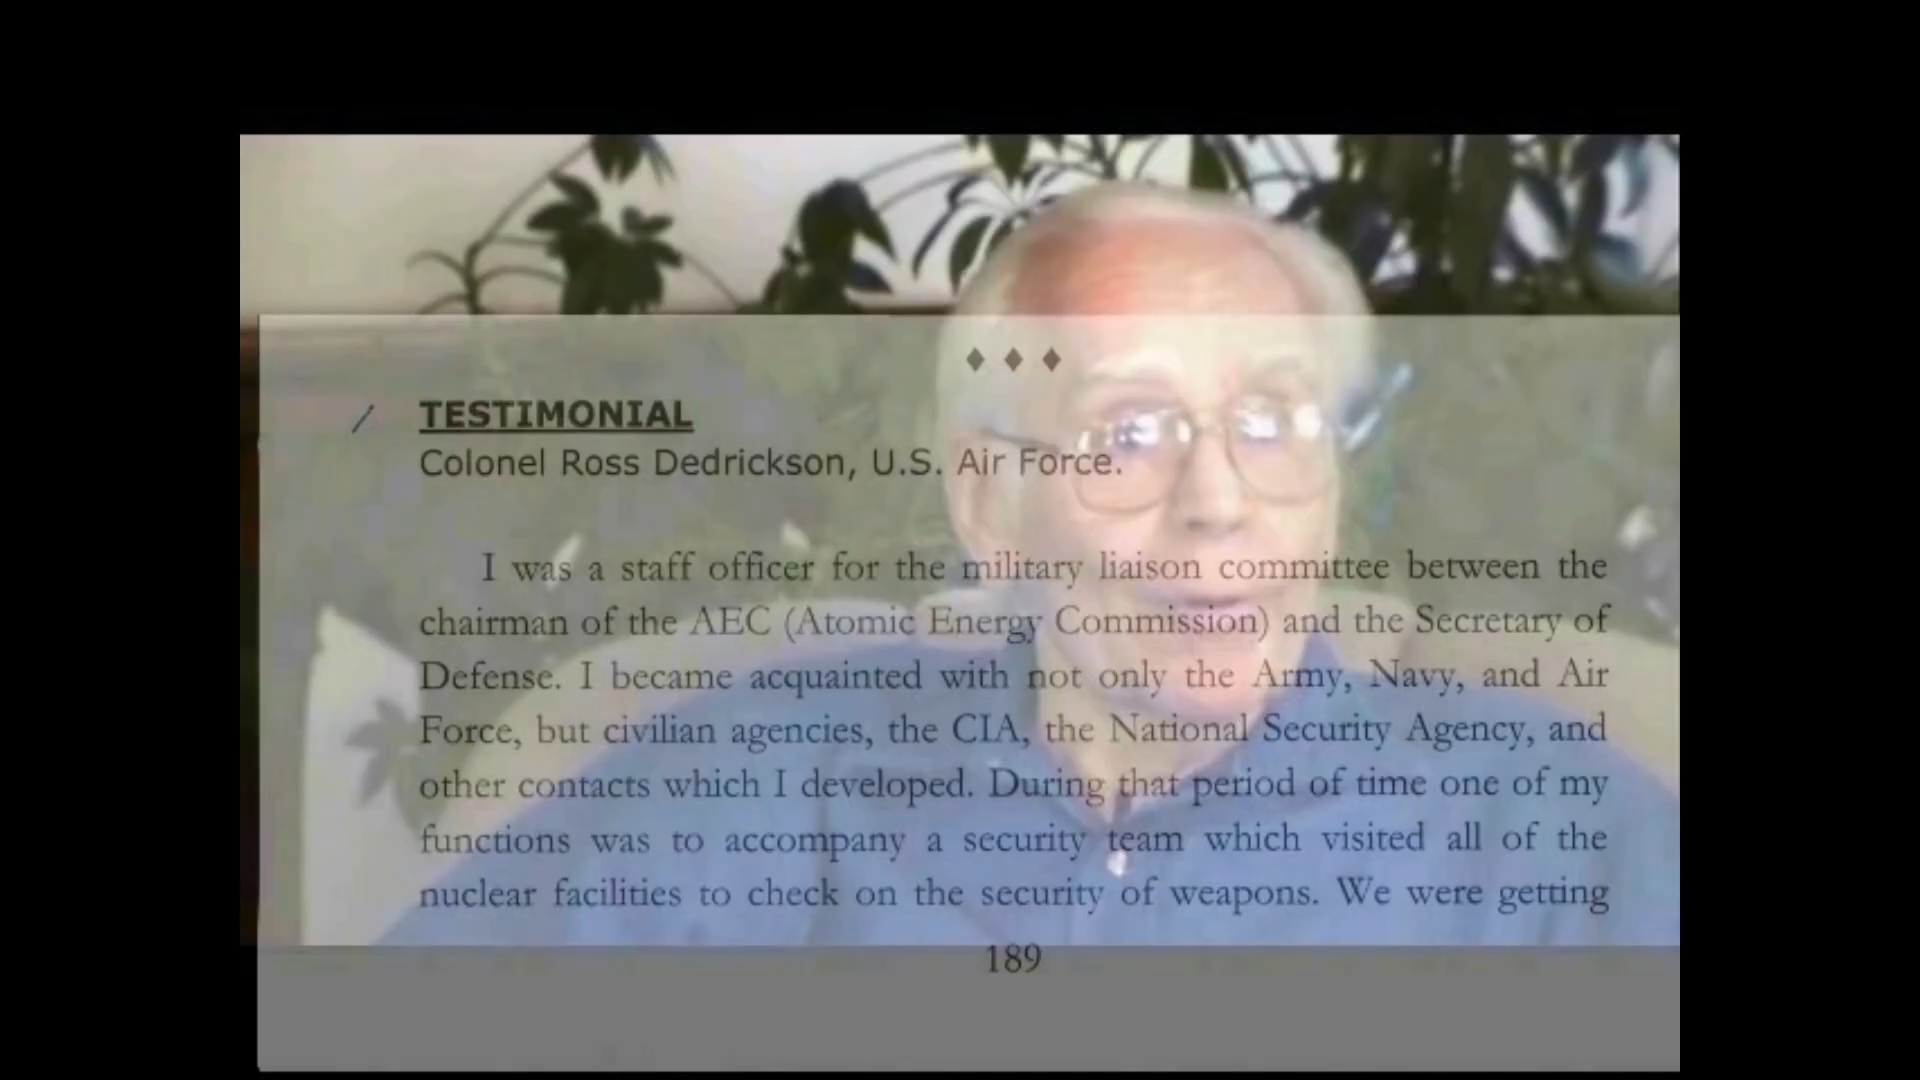 ♦ ♦ ♦
TESTIMONIAL
Colonel Ross Dedrickson, U.S. Air Force.
I was a staff officer for the military liaison committee between the
chairman of the AEC (Atomic Energy Commission) and the Secretary of
Defense. I became acquainted with not only the Army, Navy, and Air
Force, but civilian agencies, the CIA, the National Security Agency, and
other contacts which I developed. During that period of time one of my
functions was to accompany a security team which visited all of the
nuclear facilities to check on the security of weapons. We were getting
189